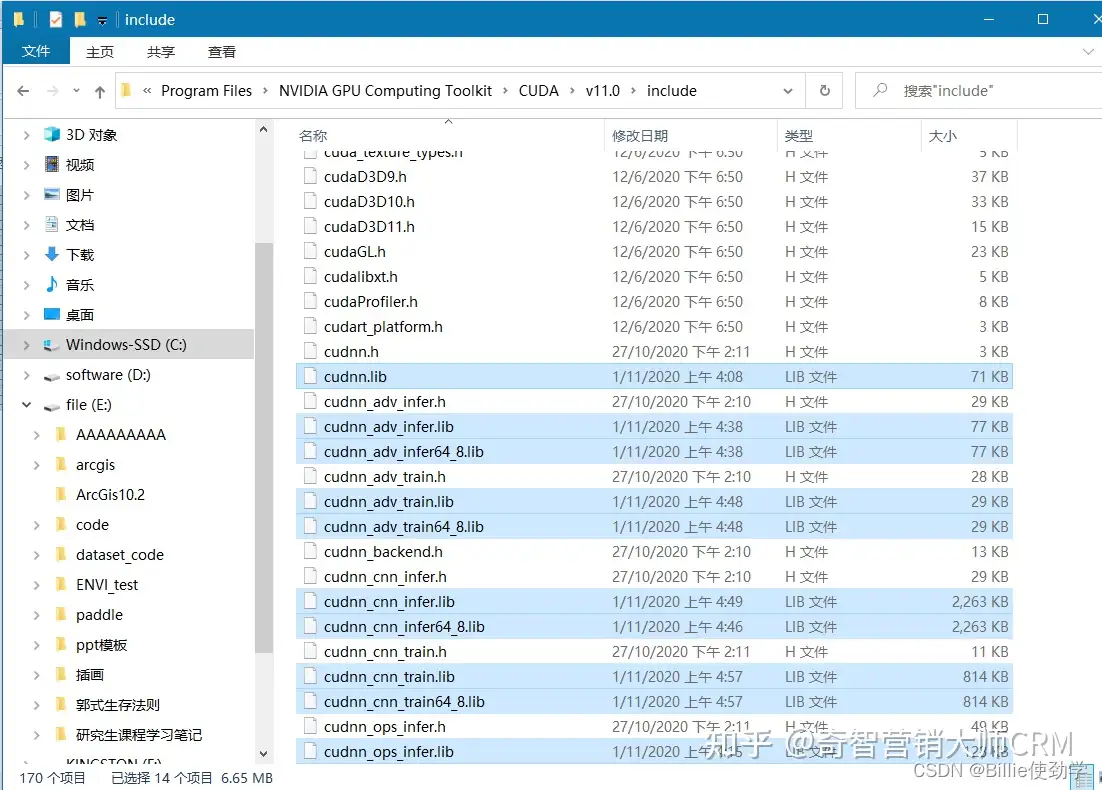 include
文件 主页 共享 查看
« Program Files › NVIDIA GPU Computing Toolkit › CUDA › v11.0 › include 搜索"include"
名称 修改日期 类型 大小
cuda_texture_types.h 12/6/2020 下午 6:50 H 文件 5 KB
3D 对象
cudaD3D9.h 12/6/2020 下午 6:50 H 文件 37 KB
视频
cudaD3D10.h 12/6/2020 下午 6:50 H 文件 33 KB
图片
cudaD3D11.h 12/6/2020 下午 6:50 H 文件 15 KB
文档
cudaGL.h 12/6/2020 下午 6:50 H 文件 23 KB
下载
cudalibxt.h 12/6/2020 下午 6:50 H 文件 5 KB
音乐
cudaProfiler.h 12/6/2020 下午 6:50 H 文件 8 KB
桌面
cudart_platform.h 12/6/2020 下午 6:50 H 文件 3 KB
Windows-SSD (C:)
cudnn.h 27/10/2020 下午 2:11 H 文件 3 KB
software (D:)
cudnn.lib 1/11/2020 上午 4:08 LIB 文件 71 KB
file (E:)
cudnn_adv_infer.h 27/10/2020 下午 2:10 H 文件 29 KB
AAAAAAAAA
cudnn_adv_infer.lib 1/11/2020 上午 4:38 LIB 文件 77 KB
cudnn_adv_infer64_8.lib 1/11/2020 上午 4:38 LIB 文件 77 KB
arcgis
cudnn_adv_train.h 27/10/2020 下午 2:10 H 文件 28 KB
ArcGis10.2
cudnn_adv_train.lib 1/11/2020 上午 4:48 LIB 文件 29 KB
code
cudnn_adv_train64_8.lib 1/11/2020 上午 4:48 LIB 文件 29 KB
dataset_code
cudnn_backend.h 27/10/2020 下午 2:10 H 文件 13 KB
ENVI_test
cudnn_cnn_infer.h 27/10/2020 下午 2:10 H 文件 29 KB
paddle
cudnn_cnn_infer.lib 1/11/2020 上午 4:49 LIB 文件 2,263 KB
cudnn_cnn_infer64_8.lib 1/11/2020 上午 4:46 LIB 文件 2,263 KB
ppt模板
cudnn_cnn_train.h 27/10/2020 下午 2:11 H 文件 11 KB
插画
cudnn_cnn_train.lib 1/11/2020 上午 4:57 LIB 文件 814 KB
郭式生存法则
cudnn_cnn_train64_8.lib 1/11/2020 上午 4:57 LIB 文件 814 KB
研究生课程学习笔记
cudnn_ops_infer.h 27/10/2020 下午 2:11 H 文件 49 KB
cudnn_ops_infer.lib 1/11/2020 上午 LIB 文件 KB
知乎 @奇智营销大师CRM
KINGSTON (F:)
CSDN @Billie使劲学
170 个项目 已选择 14 个项目 6.65 MB